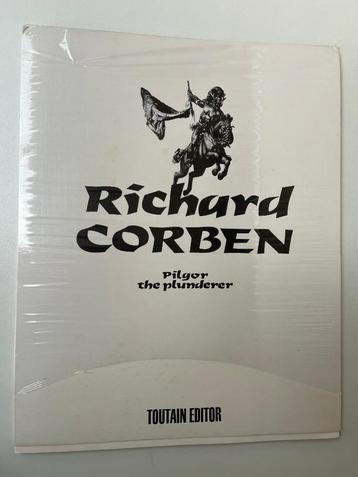 Richard
CORBEN
Pilgor
the plunderer
TOUTAIN EDITOR